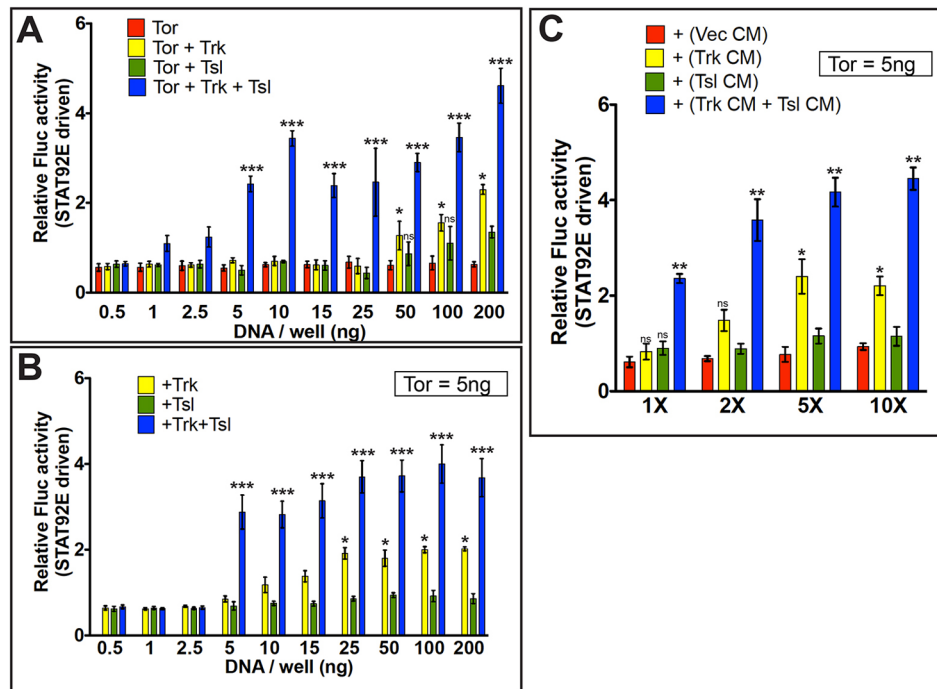 A
Relative Fluc activity
(STAT92E driven)
6
4
2
0
Tor
Tor + Trk
Tor + Tsl
Tor + Trk + Tsl
*** *** *** *** * ns *** * ns *** * ***
0.5 1 2.5 5 10 15 25 50 100 200
DNA / well (ng)
B
Relative Fluc activity
(STAT92E driven)
6
4
2
0
+Trk
+Tsl
+Trk+Tsl
Tor = 5ng
*** *** *** * *** * *** * *** * ***
0.5 1 2.5 5 10 15 25 50 100 200
DNA / well (ng)
C
Relative Fluc activity
(STAT92E driven)
6
4
2
0
+ (Vec CM)
+ (Trk CM)
+ (Tsl CM)
+ (Trk CM + Tsl CM)
Tor = 5ng
ns ns ** ns ** * ** * **
1X 2X 5X 10X